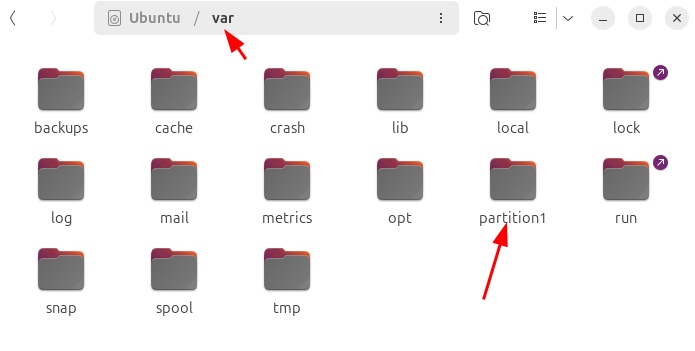 Ubuntu / var
backups cache crash lib local lock
log mail metrics opt partition1 run
snap spool tmp